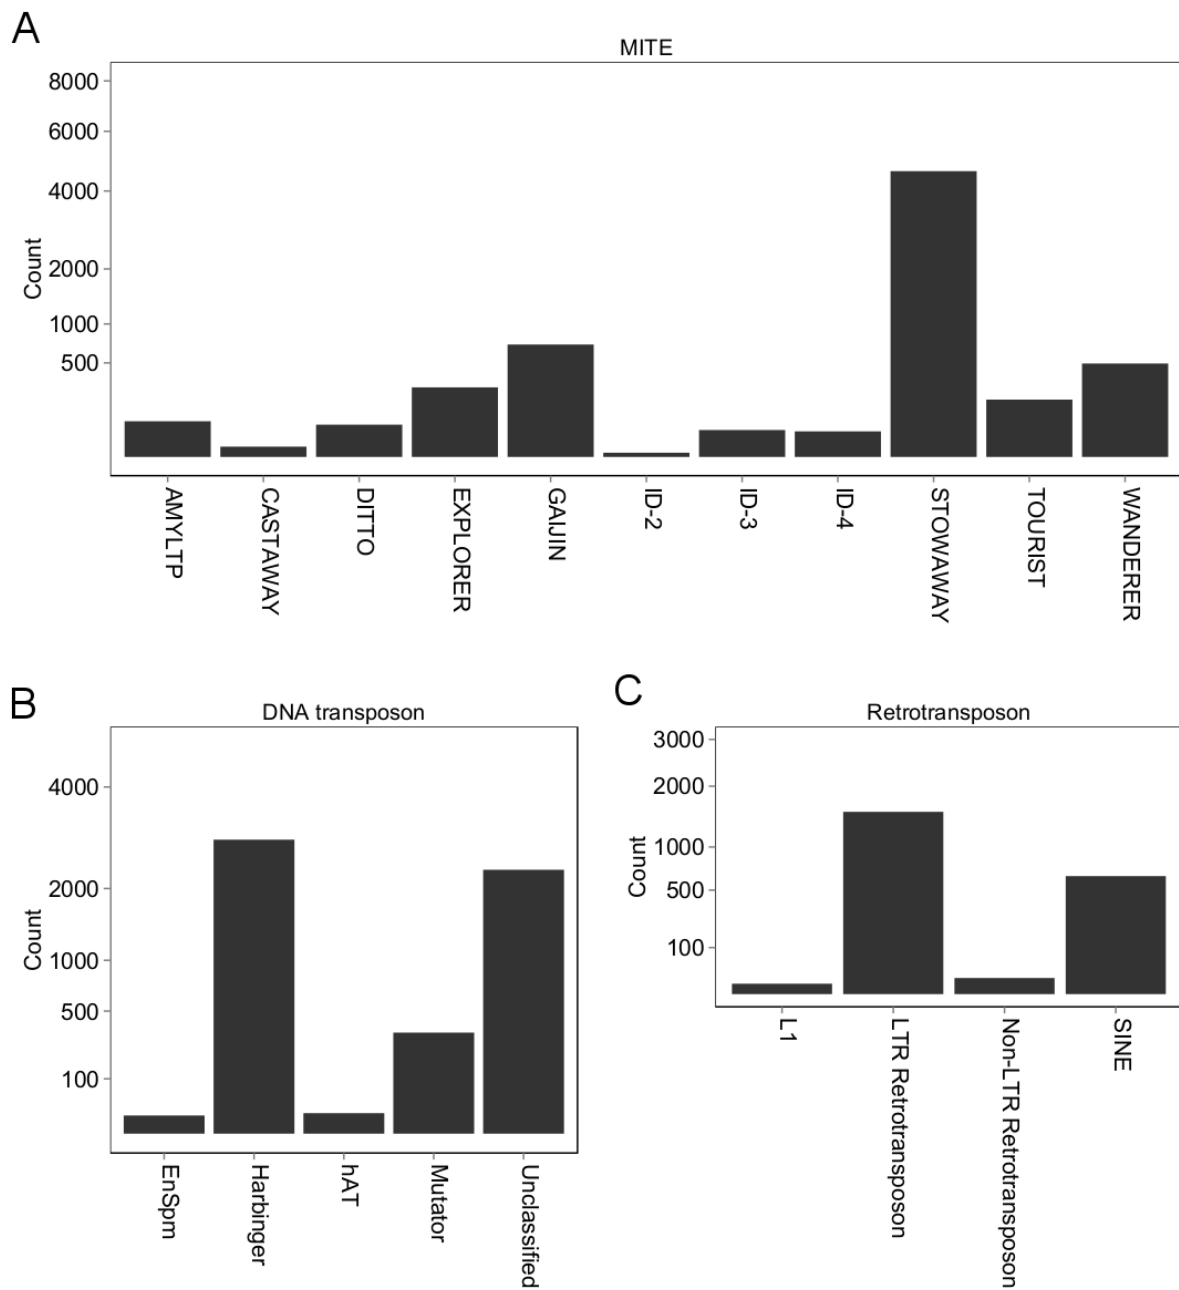 A
MITE
Count
8000
6000
4000
2000
1000
500
AMYLTP
CASTAWAY
DITTO
EXPLORER
GAIJIN
ID-2
ID-3
ID-4
STOWAWAY
TOURIST
WANDERER
B
DNA transposon
Count
4000
2000
1000
500
100
EnSpm
Harbinger
hAT
Mutator
Unclassified
C
Retrotransposon
Count
3000
2000
1000
500
100
L1
LTR Retrotransposon
Non-LTR Retrotransposon
SINE